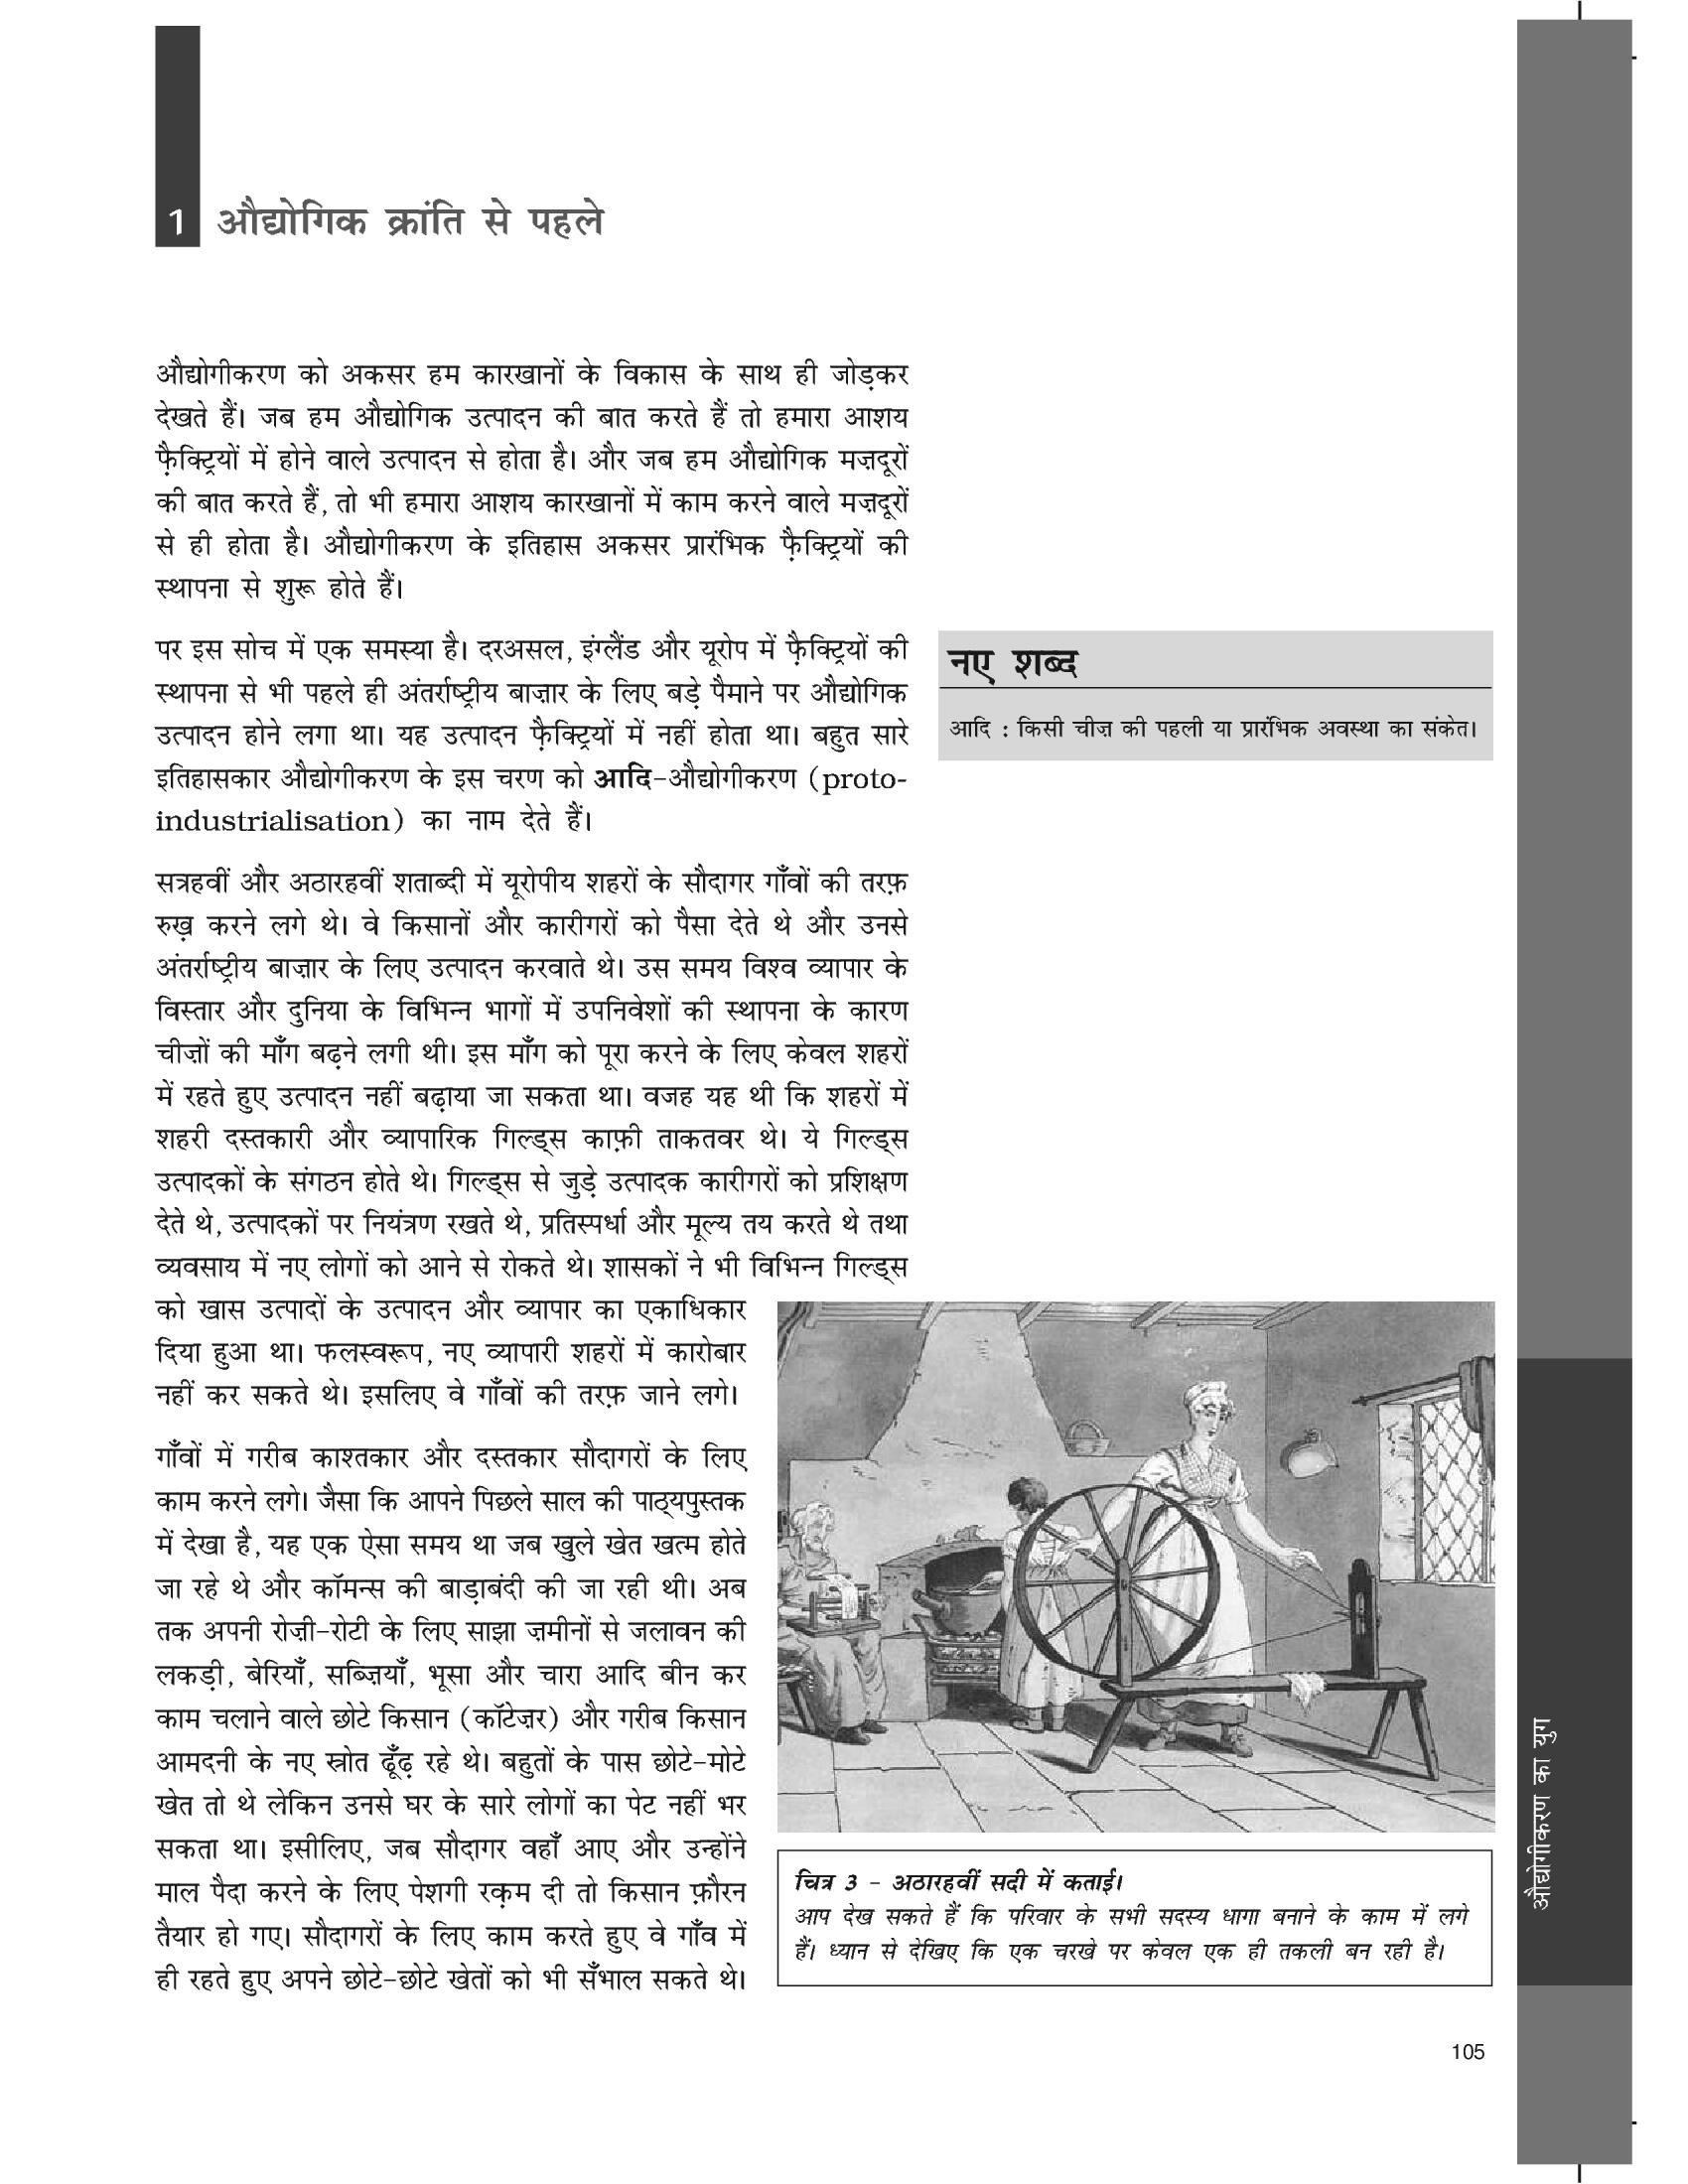 1 औद्योगिक क्रांति से पहले
औद्योगीकरण को अकसर हम कारखानों के विकास के साथ ही जोड़कर
देखते हैं। जब हम औद्योगिक उत्पादन की बात करते हैं तो हमारा आशय
फ़ैक्ट्रियों में होने वाले उत्पादन से होता है। और जब हम औद्योगिक मज़दूरों
की बात करते हैं, तो भी हमारा आशय कारखानों में काम करने वाले मज़दूरों
से ही होता है। औद्योगीकरण के इतिहास अकसर प्रारंभिक फ़ैक्ट्रियों की
स्थापना से शुरू होते हैं।
पर इस सोच में एक समस्या है। दरअसल, इंग्लैंड और यूरोप में फ़ैक्ट्रियों की
स्थापना से भी पहले ही अंतर्राष्ट्रीय बाज़ार के लिए बड़े पैमाने पर औद्योगिक
उत्पादन होने लगा था। यह उत्पादन फ़ैक्ट्रियों में नहीं होता था। बहुत सारे
इतिहासकार औद्योगीकरण के इस चरण को आदि-औद्योगीकरण (proto-
industrialisation) का नाम देते हैं।
नए शब्द
आदि : किसी चीज़ की पहली या प्रारंभिक अवस्था का संकेत।
सत्रहवीं और अठारहवीं शताब्दी में यूरोपीय शहरों के सौदागर गाँवों की तरफ़
रुख़ करने लगे थे। वे किसानों और कारीगरों को पैसा देते थे और उनसे
अंतर्राष्ट्रीय बाज़ार के लिए उत्पादन करवाते थे। उस समय विश्व व्यापार के
विस्तार और दुनिया के विभिन्न भागों में उपनिवेशों की स्थापना के कारण
चीज़ों की माँग बढ़ने लगी थी। इस माँग को पूरा करने के लिए केवल शहरों
में रहते हुए उत्पादन नहीं बढ़ाया जा सकता था। वजह यह थी कि शहरों में
शहरी दस्तकारी और व्यापारिक गिल्ड्स काफ़ी ताकतवर थे। ये गिल्ड्स
उत्पादकों के संगठन होते थे। गिल्ड्स से जुड़े उत्पादक कारीगरों को प्रशिक्षण
देते थे, उत्पादकों पर नियंत्रण रखते थे, प्रतिस्पर्धा और मूल्य तय करते थे तथा
व्यवसाय में नए लोगों को आने से रोकते थे। शासकों ने भी विभिन्न गिल्ड्स
को खास उत्पादों के उत्पादन और व्यापार का एकाधिकार
दिया हुआ था। फलस्वरूप, नए व्यापारी शहरों में कारोबार
नहीं कर सकते थे। इसलिए वे गाँवों की तरफ़ जाने लगे।
गाँवों में गरीब काश्तकार और दस्तकार सौदागरों के लिए
काम करने लगे। जैसा कि आपने पिछले साल की पाठ्यपुस्तक
में देखा है, यह एक ऐसा समय था जब खुले खेत खत्म होते
जा रहे थे और कॉमन्स की बाड़ाबंदी की जा रही थी। अब
तक अपनी रोज़ी-रोटी के लिए साझा ज़मीनों से जलावन की
लकड़ी, बेरियाँ, सब्ज़ियाँ, भूसा और चारा आदि बीन कर
काम चलाने वाले छोटे किसान (कॉटेज़र) और गरीब किसान
आमदनी के नए स्रोत ढूँढ़ रहे थे। बहुतों के पास छोटे-मोटे
खेत तो थे लेकिन उनसे घर के सारे लोगों का पेट नहीं भर
सकता था। इसीलिए, जब सौदागर वहाँ आए और उन्होंने
माल पैदा करने के लिए पेशगी रक़म दी तो किसान फ़ौरन
तैयार हो गए। सौदागरों के लिए काम करते हुए वे गाँव में
ही रहते हुए अपने छोटे-छोटे खेतों को भी सँभाल सकते थे।
चित्र 3 – अठारहवीं सदी में कताई।
आप देख सकते हैं कि परिवार के सभी सदस्य धागा बनाने के काम में लगे
हैं। ध्यान से देखिए कि एक चरखे पर केवल एक ही तकली बन रही है।
औद्योगीकरण का युग
105